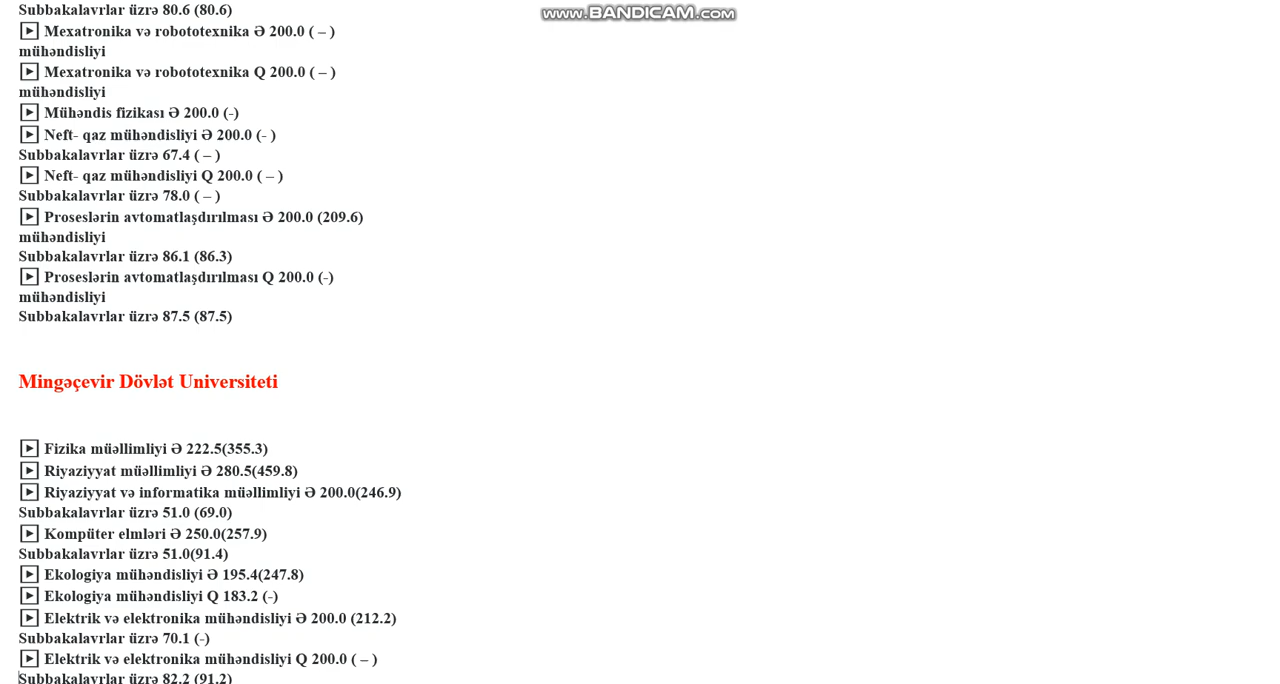 Subbakalavrlar üzrə 80.6 (80.6)
www.BANDICAM.com
▶ Mexatronika və robototexnika Ə 200.0 ( – )
mühəndisliyi
▶ Mexatronika və robototexnika Q 200.0 ( – )
mühəndisliyi
▶ Mühəndis fizikası Ə 200.0 (-)
▶ Neft- qaz mühəndisliyi Ə 200.0 (- )
Subbakalavrlar üzrə 67.4 ( – )
▶ Neft- qaz mühəndisliyi Q 200.0 ( – )
Subbakalavrlar üzrə 78.0 ( – )
▶ Proseslərin avtomatlaşdırılması Ə 200.0 (209.6)
mühəndisliyi
Subbakalavrlar üzrə 86.1 (86.3)
▶ Proseslərin avtomatlaşdırılması Q 200.0 (-)
mühəndisliyi
Subbakalavrlar üzrə 87.5 (87.5)
Mingəçevir Dövlət Universiteti
▶ Fizika müəllimliyi Ə 222.5(355.3)
▶ Riyaziyyat müəllimliyi Ə 280.5(459.8)
▶ Riyaziyyat və informatika müəllimliyi Ə 200.0(246.9)
Subbakalavrlar üzrə 51.0 (69.0)
▶ Kompüter elmləri Ə 250.0(257.9)
Subbakalavrlar üzrə 51.0(91.4)
▶ Ekologiya mühəndisliyi Ə 195.4(247.8)
▶ Ekologiya mühəndisliyi Q 183.2 (-)
▶ Elektrik və elektronika mühəndisliyi Ə 200.0 (212.2)
Subbakalavrlar üzrə 70.1 (-)
▶ Elektrik və elektronika mühəndisliyi Q 200.0 ( – )
Subbakalavrlar üzrə 82.2 (91.2)